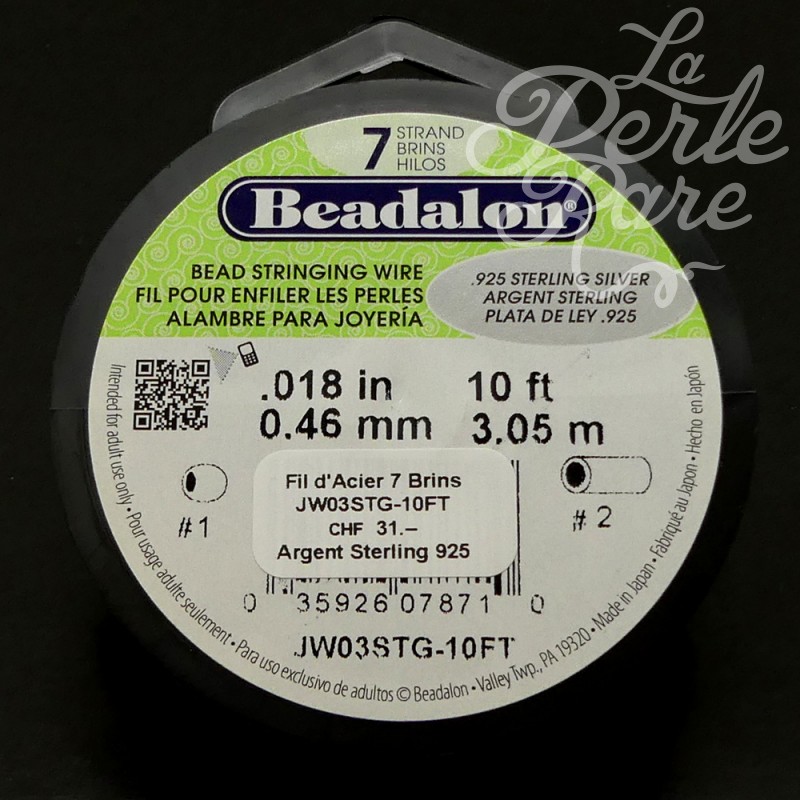 La
Perle
Rare
7 STRAND
BRINS
HILOS
Beadalon®
BEAD STRINGING WIRE
FIL POUR ENFILER LES PERLES
ALAMBRE PARA JOYERÍA
.925 STERLING SILVER
ARGENT STERLING
PLATA DE LEY .925
.018 in 10 ft
0.46 mm 3.05 m
#1
#2
Fil d'Acier 7 Brins
JW03STG-10FT
CHF 31.–
Argent Sterling 925
0 35926 07871 0
JW03STG-10FT
Intended for adult use only • Pour usage adulte seulement • Para uso exclusivo de adultos © Beadalon • Valley Twp., PA 19320 • Made in Japan • Fabriqué au Japon • Hecho en Japón